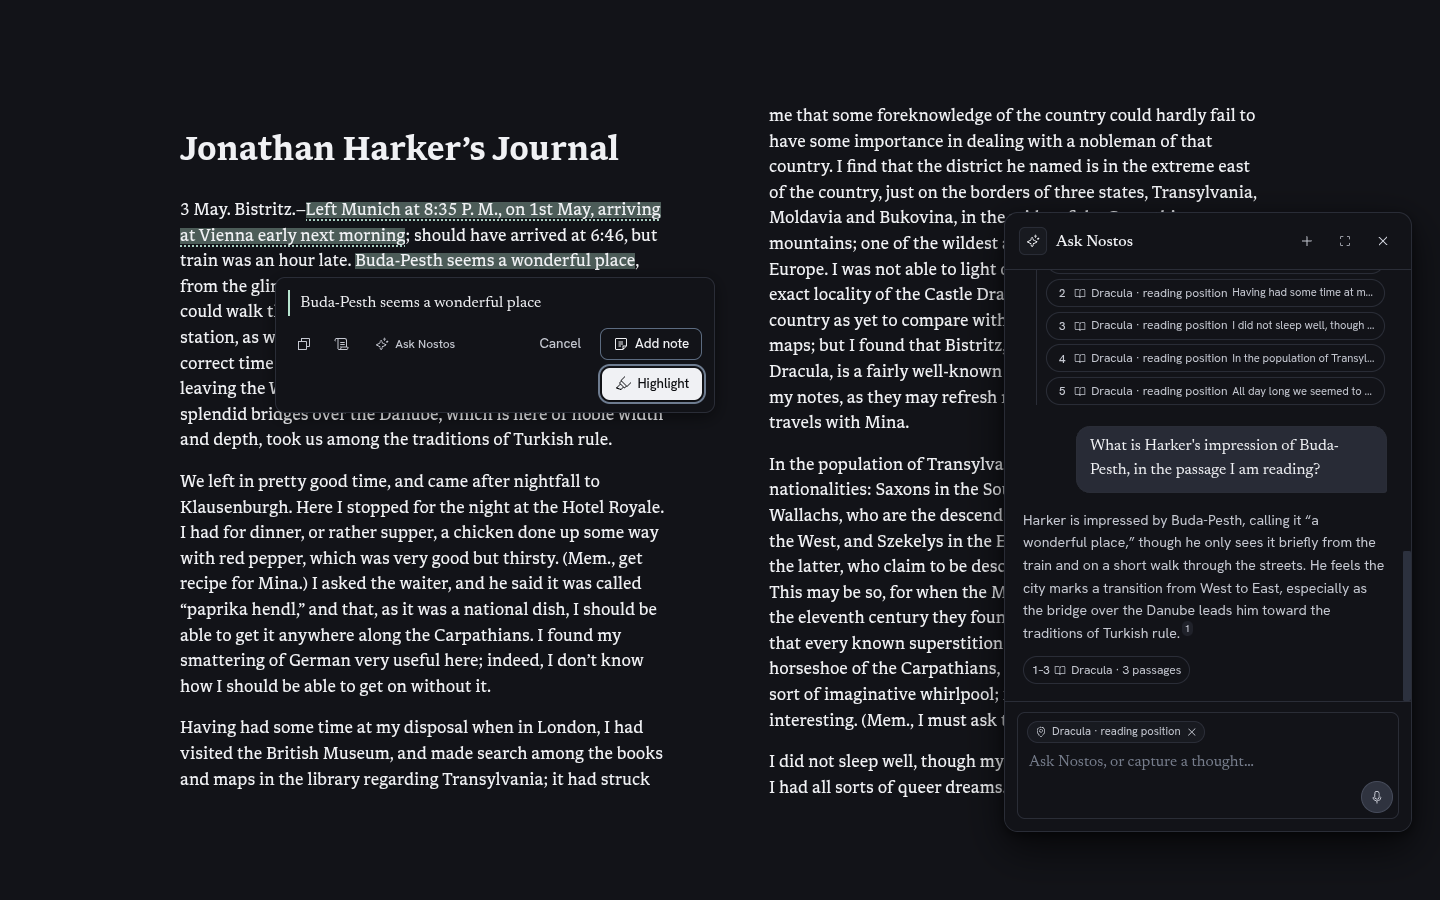 Jonathan Harker’s Journal
3 May. Bistritz.–Left Munich at 8:35 P. M., on 1st May, arriving
at Vienna early next morning; should have arrived at 6:46, but
train was an hour late. Buda-Pesth seems a wonderful place,
from the
could walk
station, as
correct time
leaving the
splendid bridges over the Danube, which is here of noble width
and depth, took us among the traditions of Turkish rule.
We left in pretty good time, and came after nightfall to
Klausenburgh. Here I stopped for the night at the Hotel Royale.
I had for dinner, or rather supper, a chicken done up some way
with red pepper, which was very good but thirsty. (Mem., get
recipe for Mina.) I asked the waiter, and he said it was called
“paprika hendl,” and that, as it was a national dish, I should be
able to get it anywhere along the Carpathians. I found my
smattering of German very useful here; indeed, I don’t know
how I should be able to get on without it.
Having had some time at my disposal when in London, I had
visited the British Museum, and made search among the books
and maps in the library regarding Transylvania; it had struck
Buda-Pesth seems a wonderful place
Ask Nostos
Cancel
Add note
Highlight
me that some foreknowledge of the country could hardly fail to
have some importance in dealing with a nobleman of that
country. I find that the district he named is in the extreme east
of the country, just on the borders of three states, Transylvania,
Moldavia and Bukovina, in the
mountains; one of the wildest
Europe. I was not able to light
exact locality of the Castle
country as yet to compare with
maps; but I found that Bistritz,
Dracula, is a fairly well-known
my notes, as they may refresh
travels with Mina.
In the population of
nationalities: Saxons in the
Wallachs, who are the
the West, and Szekelys in the
the latter, who claim to be
This may be so, for when the
the eleventh century they
that every known superstition
horseshoe of the Carpathians,
sort of imaginative whirlpool;
interesting. (Mem., I must ask
I did not sleep well, though my
I had all sorts of queer dreams.
Ask Nostos
2 Dracula · reading position Having had some time at m...
3 Dracula · reading position I did not sleep well, though ...
4 Dracula · reading position In the population of Transyl...
5 Dracula · reading position All day long we seemed to ...
What is Harker's impression of Buda-
Pesth, in the passage I am reading?
Harker is impressed by Buda-Pesth, calling it “a
wonderful place,” though he only sees it briefly from the
train and on a short walk through the streets. He feels the
city marks a transition from West to East, especially as
the bridge over the Danube leads him toward the
traditions of Turkish rule. 1
1-3 Dracula · 3 passages
Dracula · reading position
Ask Nostos, or capture a thought...